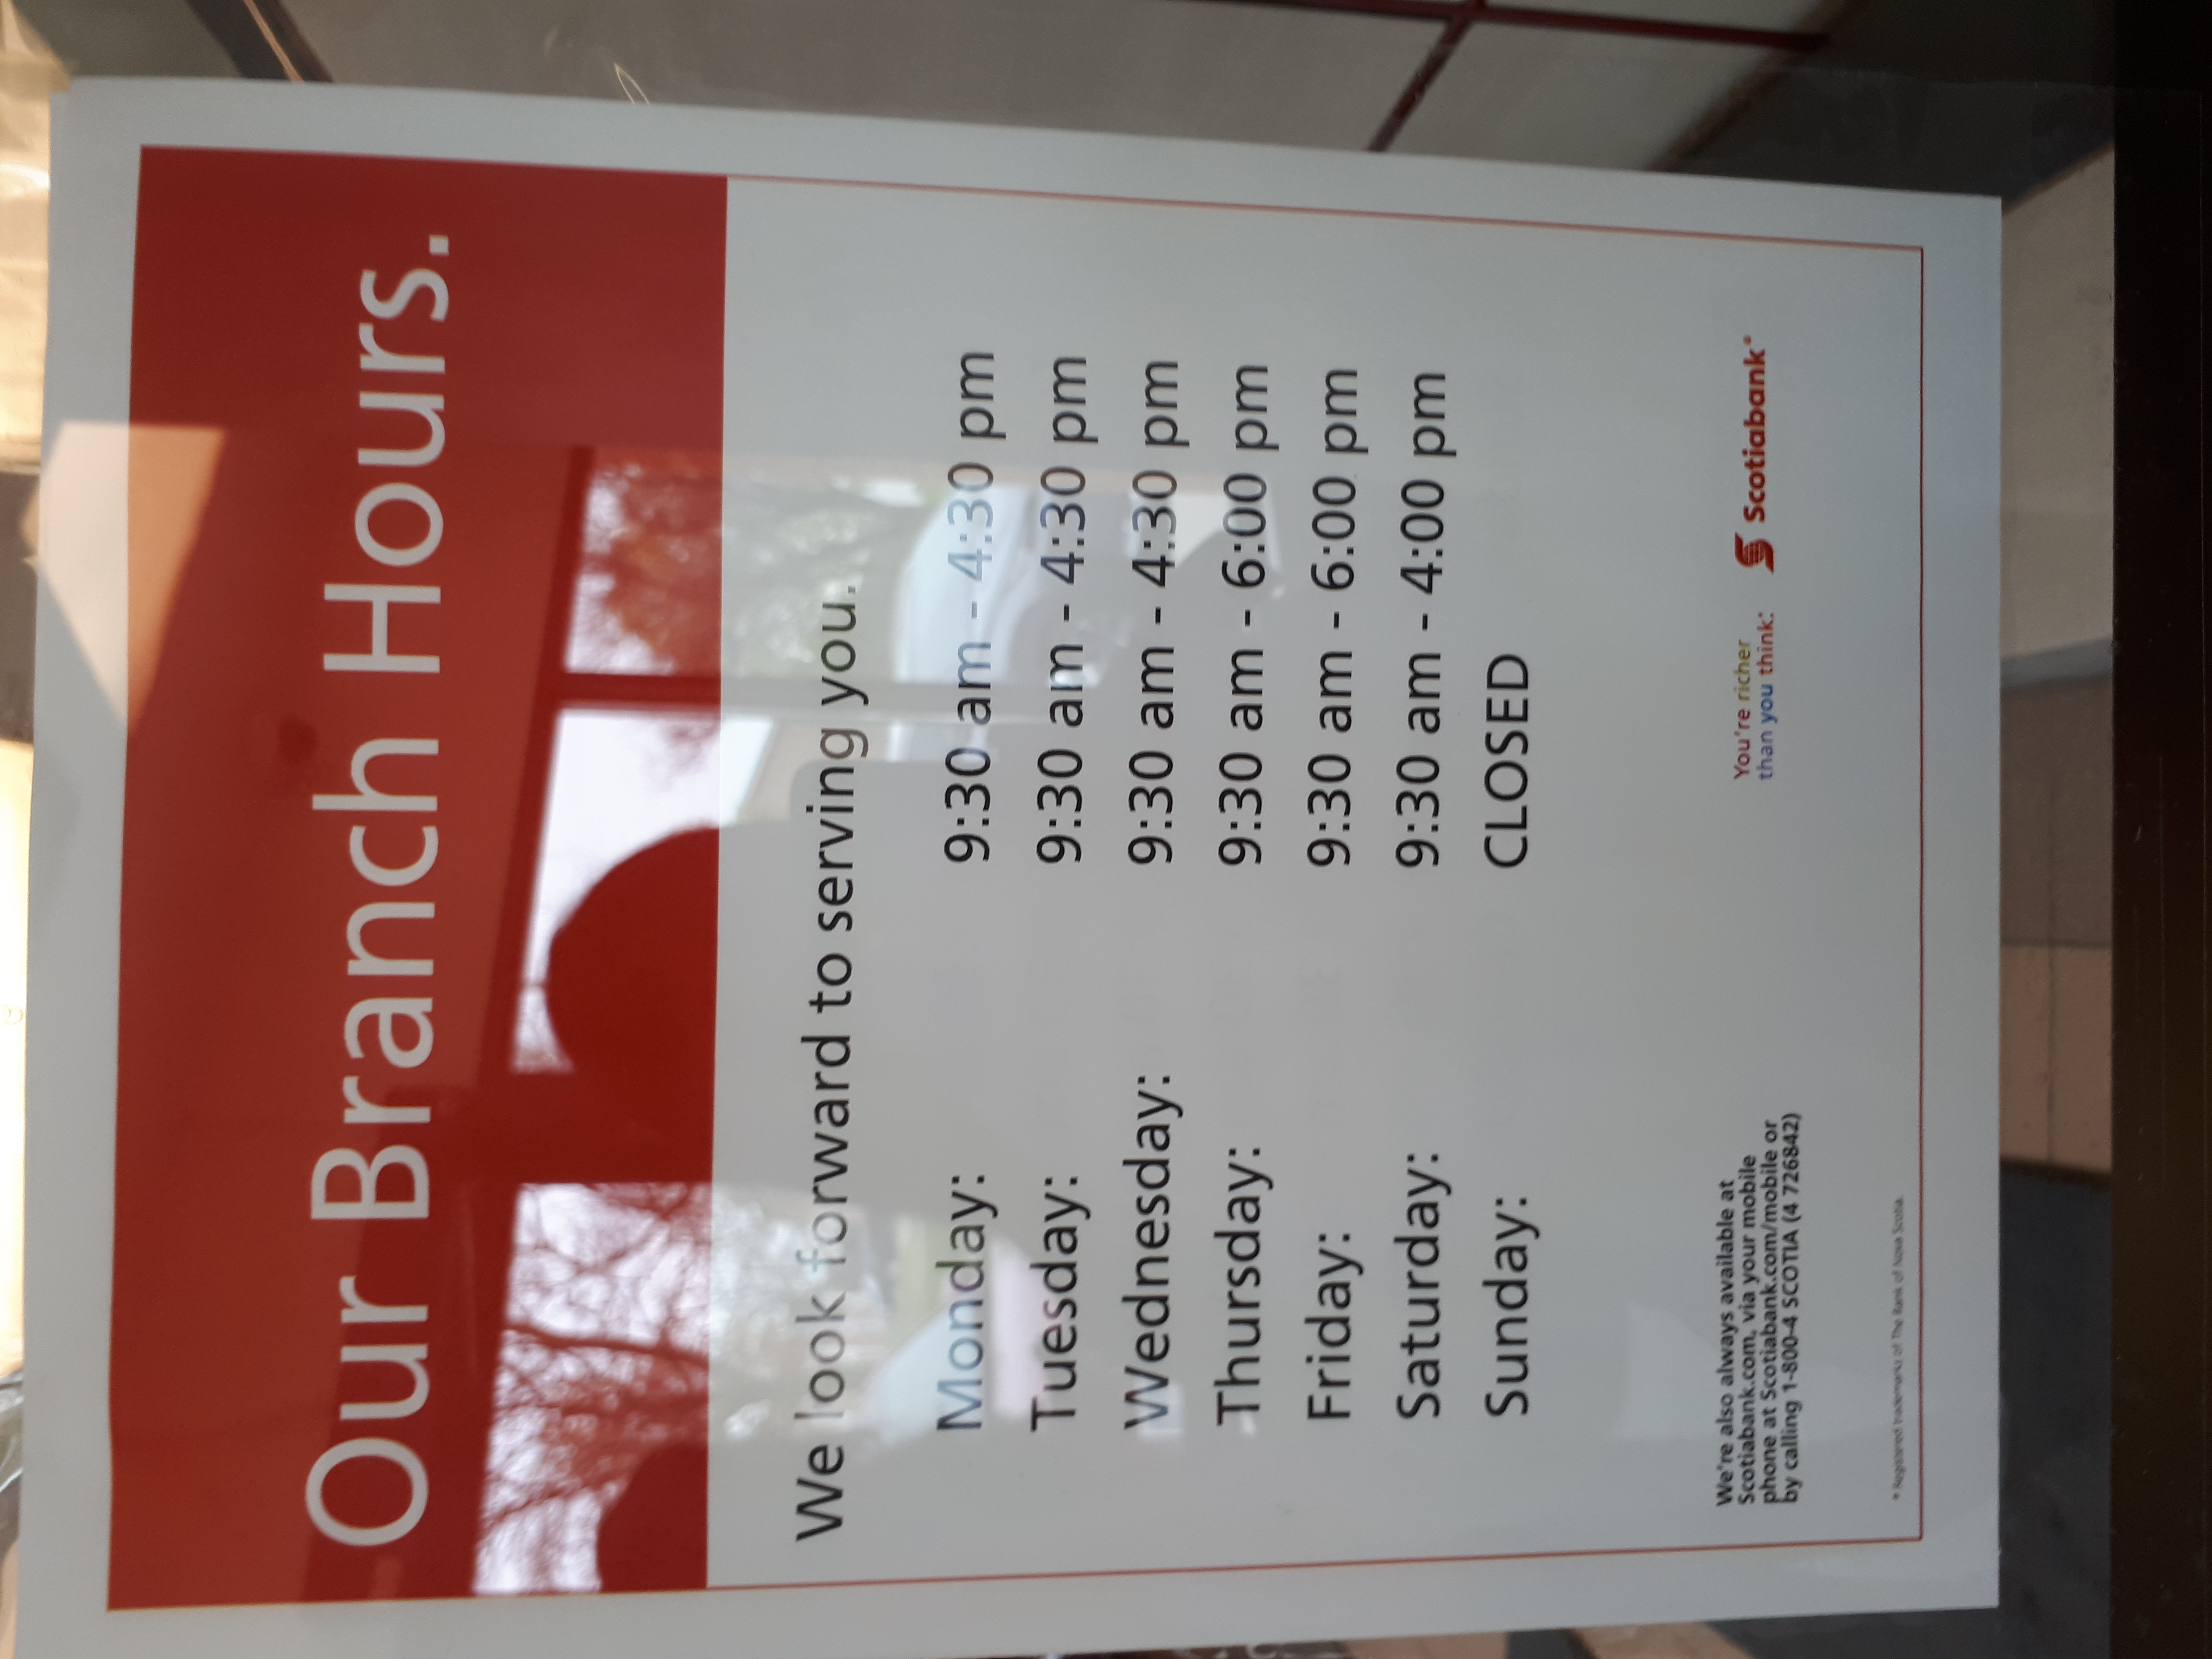 Our Branch Hours.
We look forward to serving you.
Monday: 9:30 am - 4:30 pm
Tuesday: 9:30 am - 4:30 pm
Wednesday: 9:30 am - 4:30 pm
Thursday: 9:30 am - 6:00 pm
Friday: 9:30 am - 6:00 pm
Saturday: 9:30 am - 4:00 pm
Sunday: CLOSED
We're also always available at
Scotiabank.com, via your mobile
phone at Scotiabank.com/mobile or
by calling 1-800-4 SCOTIA (4 726842)
You're richer
than you think.*
Scotiabank*
* Registered trademarks of The Bank of Nova Scotia.